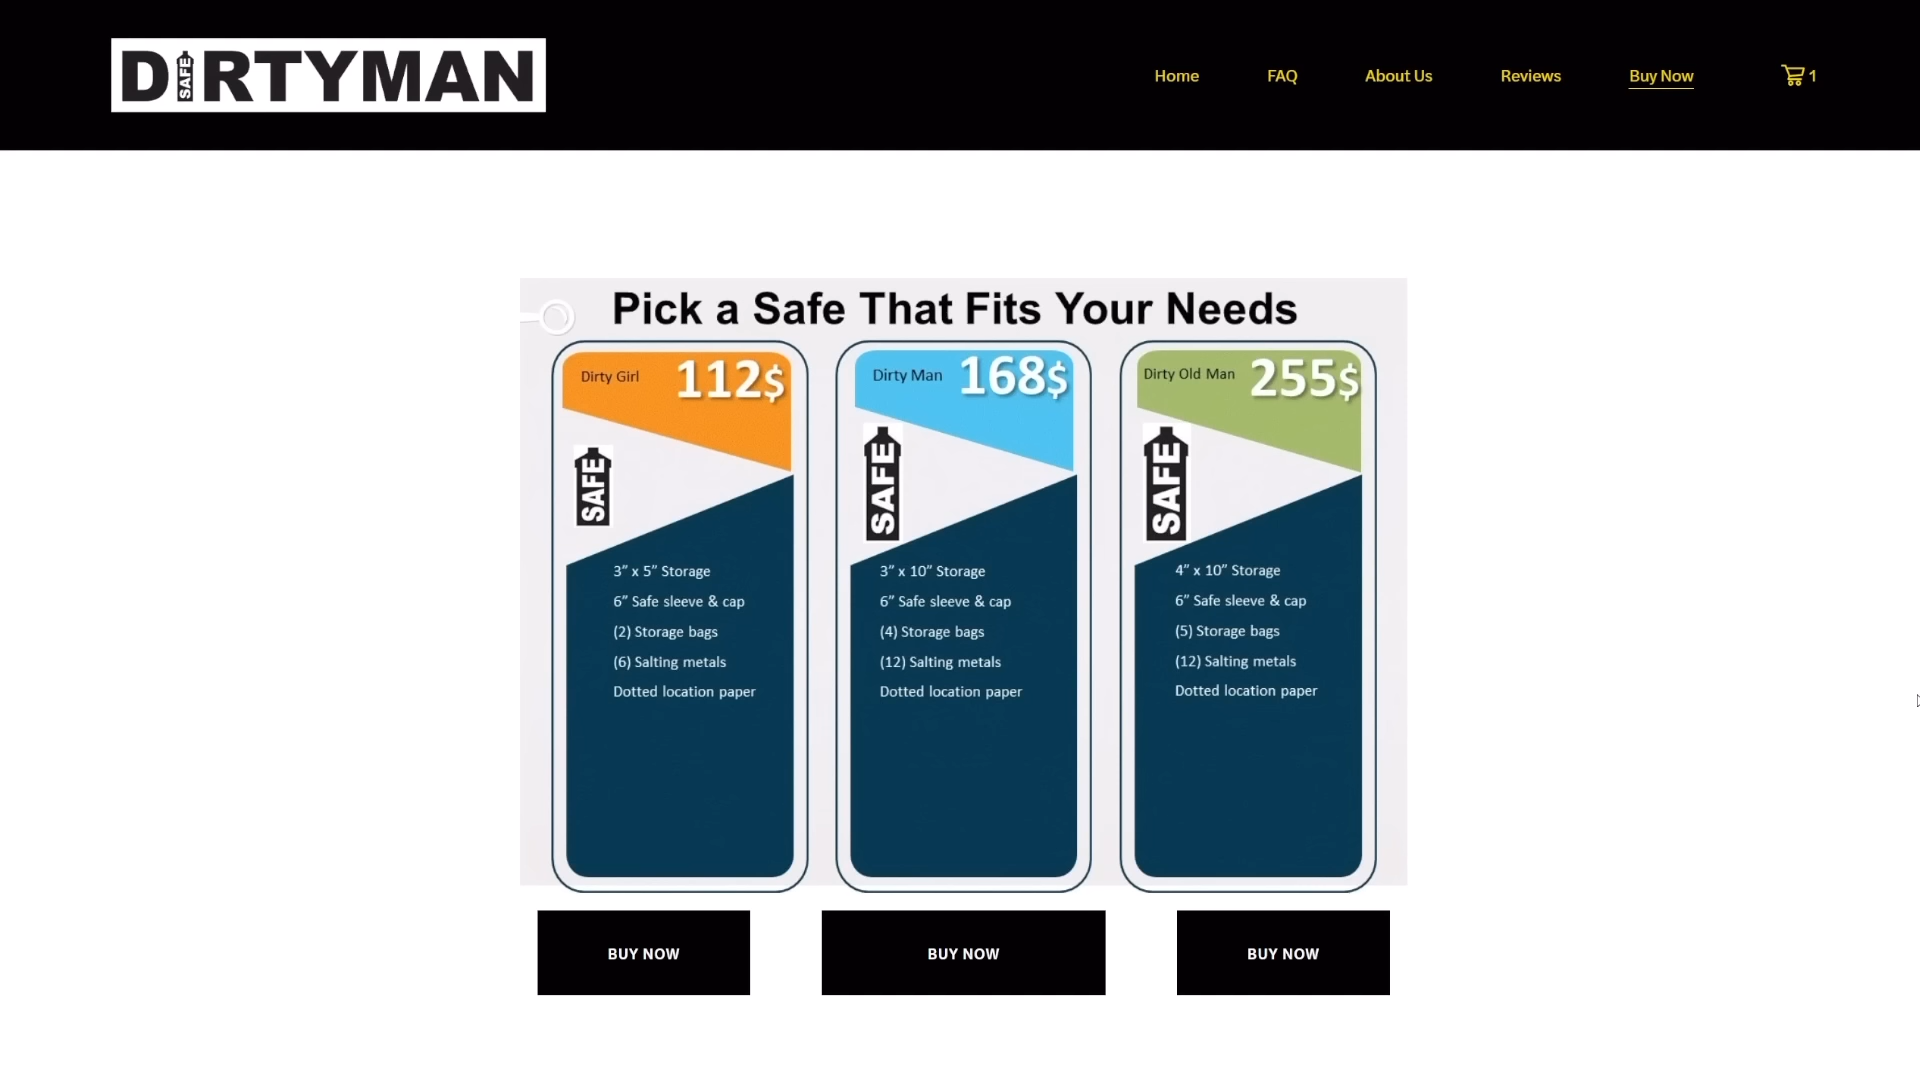 DIRTYMAN
SAFE
Home
FAQ
About Us
Reviews
Buy Now
1
Pick a Safe That Fits Your Needs
Dirty Girl
112$
SAFE
3” x 5” Storage
6” Safe sleeve & cap
(2) Storage bags
(6) Salting metals
Dotted location paper
Dirty Man
168$
SAFE
3” x 10” Storage
6” Safe sleeve & cap
(4) Storage bags
(12) Salting metals
Dotted location paper
Dirty Old Man
255$
SAFE
4” x 10” Storage
6” Safe sleeve & cap
(5) Storage bags
(12) Salting metals
Dotted location paper
BUY NOW
BUY NOW
BUY NOW